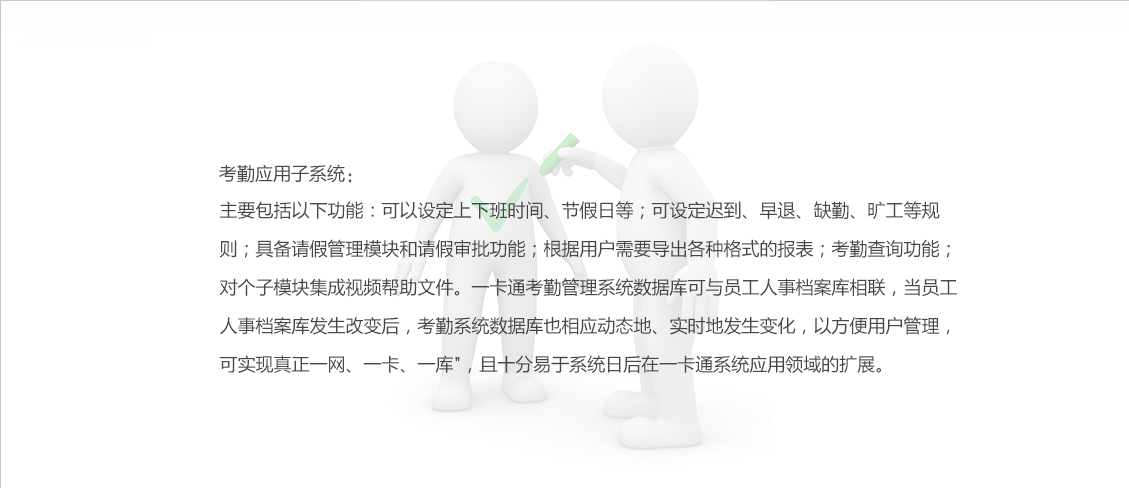 考勤应用子系统：
主要包括以下功能：可以设定上下班时间、节假日等；可设定迟到、早退、缺勤、旷工等规
则；具备请假管理模块和请假审批功能；根据用户需要导出各种格式的报表；考勤查询功能；
对个子模块集成视频帮助文件。一卡通考勤管理系统数据库可与员工人事档案库相联，当员工
人事档案库发生改变后，考勤系统数据库也相应动态地、实时地发生变化，以方便用户管理，
可实现真正一网、一卡、一库"，且十分易于系统日后在一卡通系统应用领域的扩展。